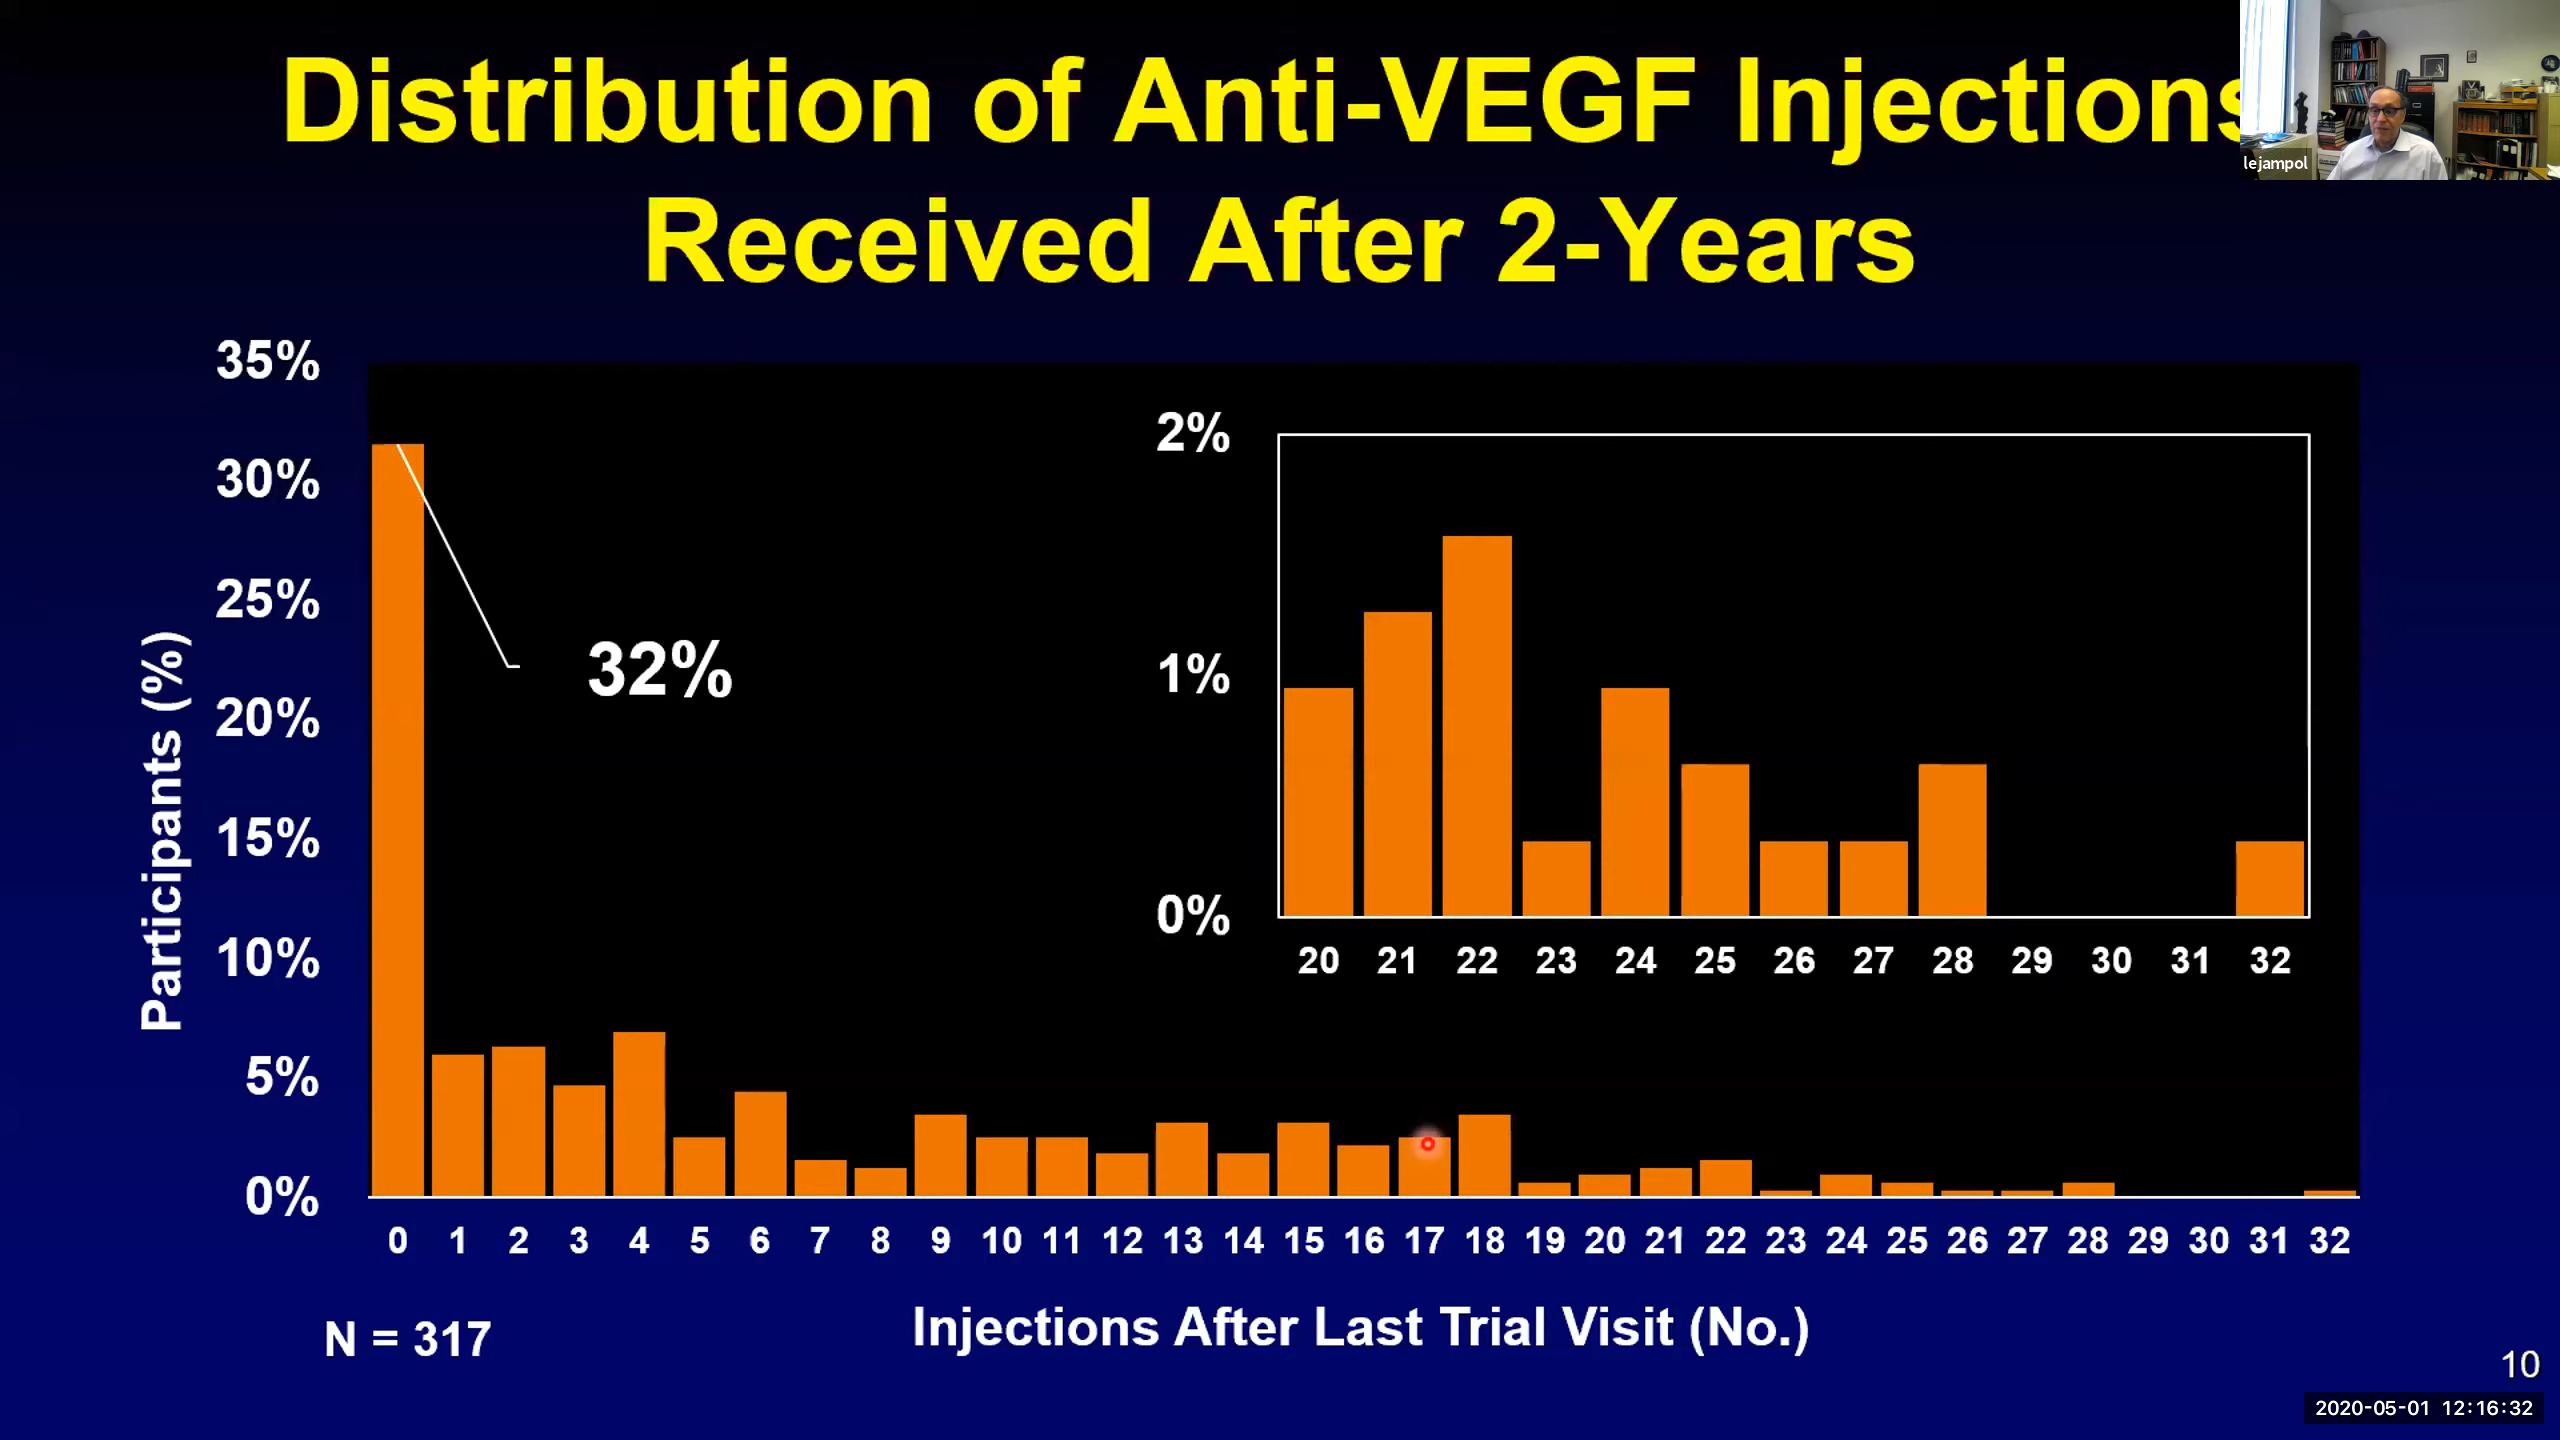 Distribution of Anti-VEGF Injections
Received After 2-Years
lejampol
35%
30%
25%
20%
15%
10%
5%
0%
Participants (%)
32%
2%
1%
0%
20 21 22 23 24 25 26 27 28 29 30 31 32
0 1 2 3 4 5 6 7 8 9 10 11 12 13 14 15 16 17 18 19 20 21 22 23 24 25 26 27 28 29 30 31 32
Injections After Last Trial Visit (No.)
N = 317
10
2020-05-01 12:16:32